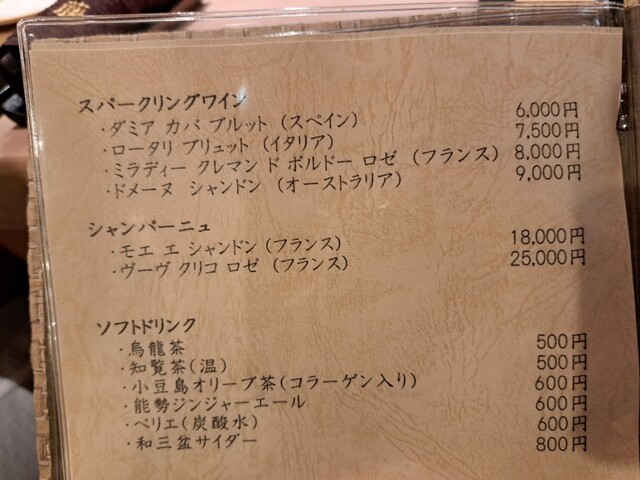 スパークリングワイン
・ダミア カバ ブルット (スペイン) 6,000円
・ロータリ ブリュット (イタリア) 7,500円
・ミラディー クレマン ド ボルドー ロゼ (フランス) 8,000円
・ドメーヌ シャンドン (オーストラリア) 9,000円
シャンパーニュ
・モエ エ シャンドン (フランス) 18,000円
・ヴーヴ クリコ ロゼ (フランス) 25,000円
ソフトドリンク
・烏龍茶 500円
・知覧茶(温) 500円
・小豆島オリーブ茶(コラーゲン入り) 600円
・能勢ジンジャーエール 600円
・ペリエ(炭酸水) 600円
・和三盆サイダー 800円